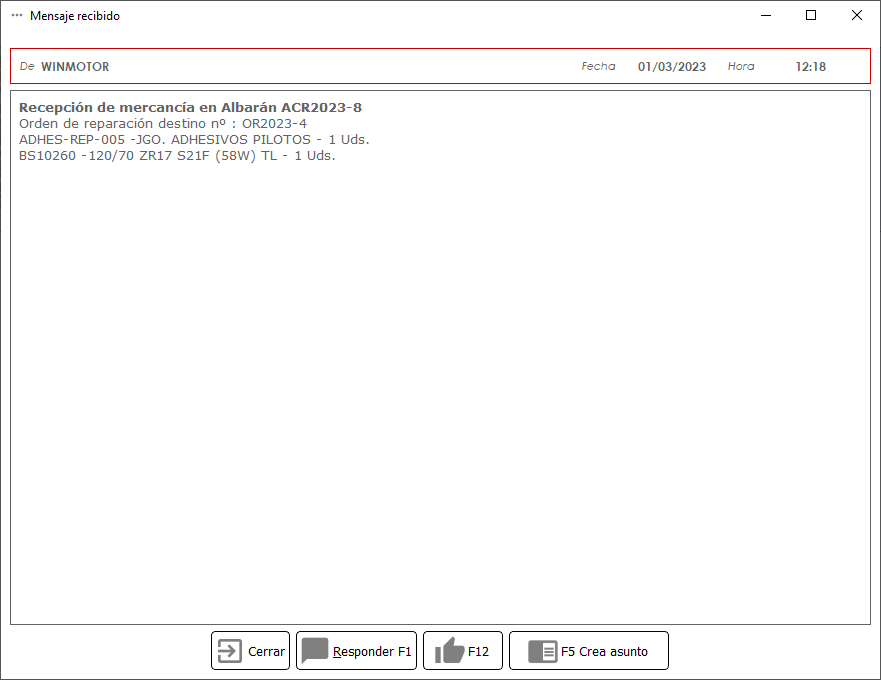 Mensaje recibido
De WINMOTOR Fecha 01/03/2023 Hora 12:18
Recepción de mercancía en Albarán ACR2023-8
Orden de reparación destino nº : OR2023-4
ADHES-REP-005 -JGO. ADHESIVOS PILOTOS - 1 Uds.
BS10260 -120/70 ZR17 S21F (58W) TL - 1 Uds.
Cerrar Responder F1 F12 F5 Crea asunto